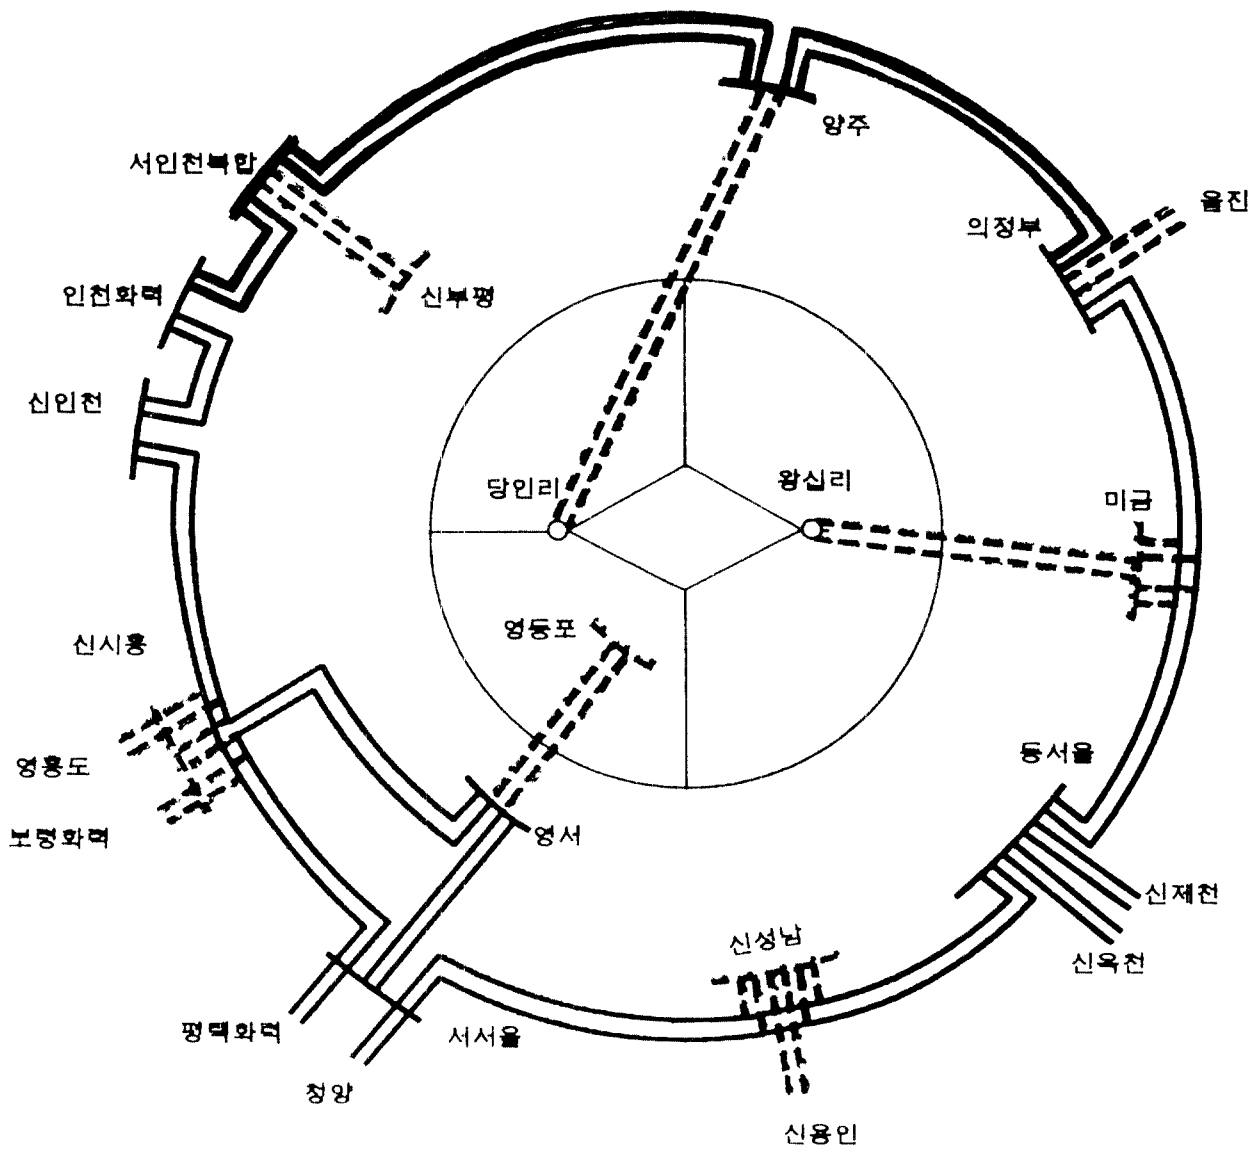 양주
서인천복합
울진
의정부
인천화력
신부평
신인천
당인리
왕십리
미금
영등포
신시흥
동서울
영흥도
보령화력
영서
신제천
신성남
신옥천
평택화력
서서울
청양
신용인